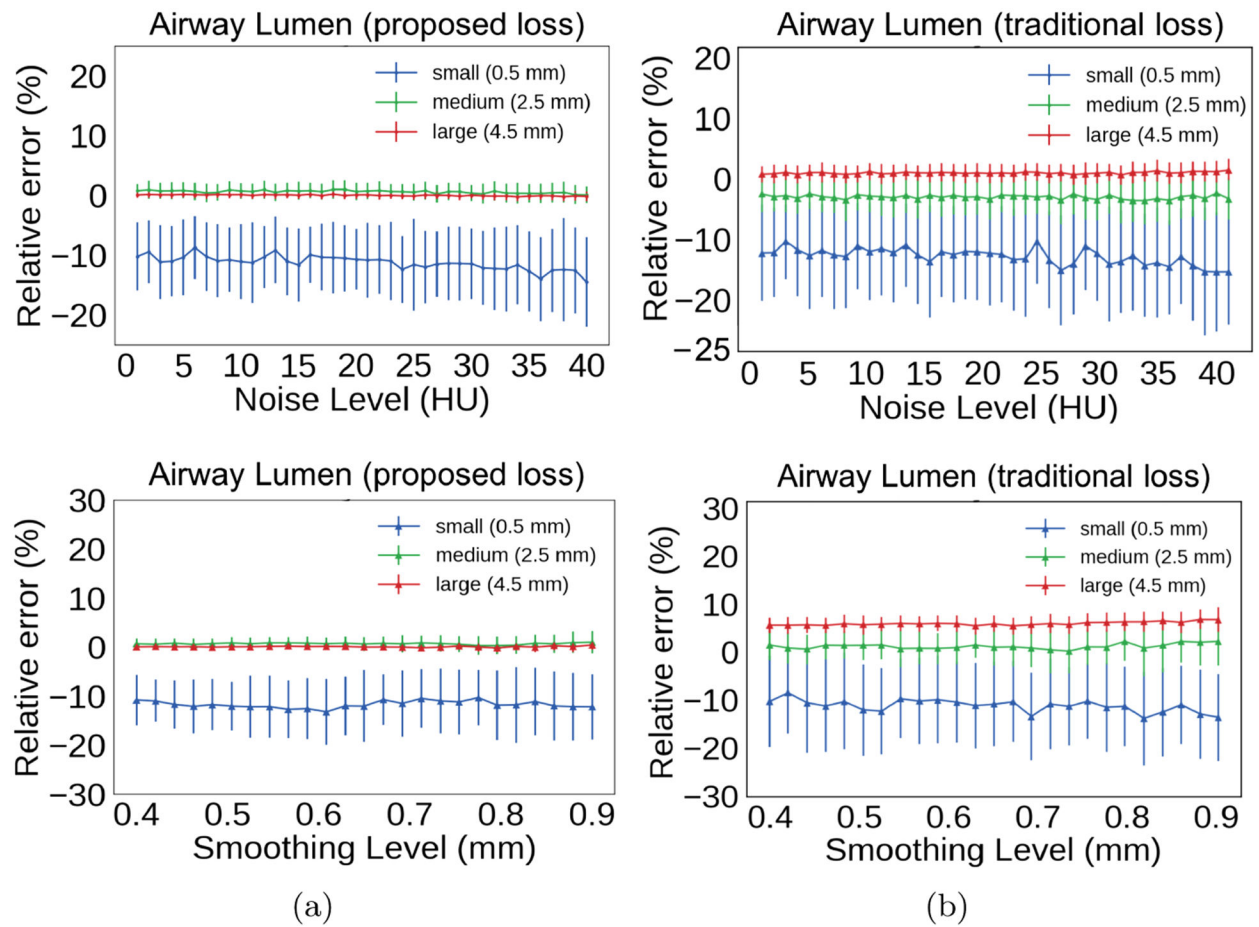 Airway Lumen (proposed loss)
Relative error (%)
20
10
0
−10
−20
small (0.5 mm)
medium (2.5 mm)
large (4.5 mm)
0 5 10 15 20 25 30 35 40
Noise Level (HU)
Airway Lumen (traditional loss)
Relative error (%)
20
10
0
−10
−20
−25
small (0.5 mm)
medium (2.5 mm)
large (4.5 mm)
0 5 10 15 20 25 30 35 40
Noise Level (HU)
Airway Lumen (proposed loss)
Relative error (%)
30
20
10
0
−10
−20
−30
small (0.5 mm)
medium (2.5 mm)
large (4.5 mm)
0.4 0.5 0.6 0.7 0.8 0.9
Smoothing Level (mm)
Airway Lumen (traditional loss)
Relative error (%)
30
20
10
0
−10
−20
−30
small (0.5 mm)
medium (2.5 mm)
large (4.5 mm)
0.4 0.5 0.6 0.7 0.8 0.9
Smoothing Level (mm)
(a)
(b)